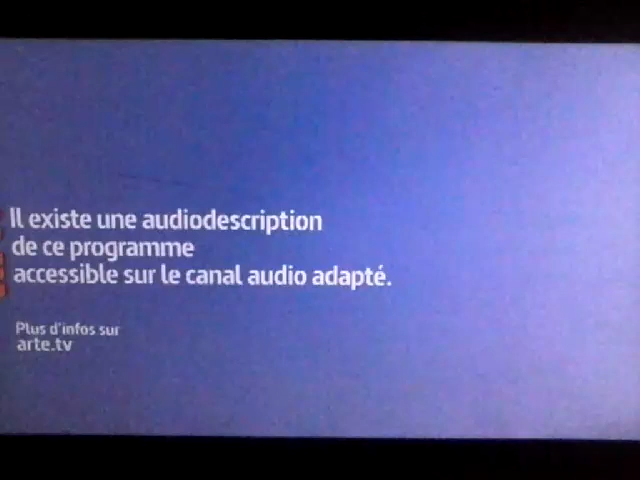 Il existe une audiodescription
de ce programme
accessible sur le canal audio adapté.
Plus d'infos sur
arte.tv